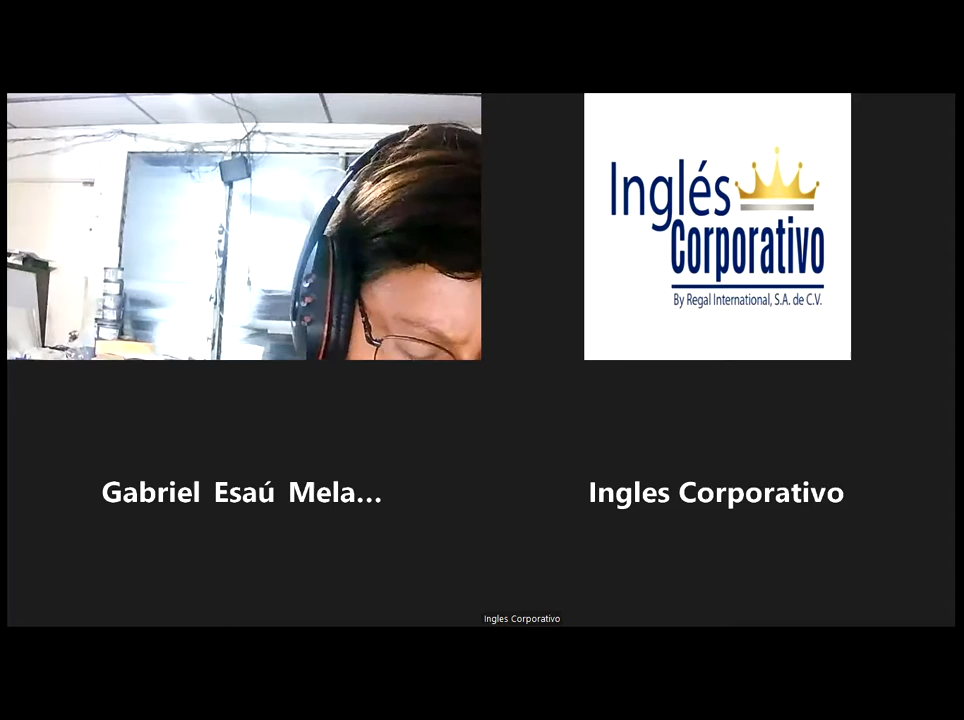 Inglés
Corporativo
By Regal International, S.A. de C.V.
Gabriel Esaú Mela...
Ingles Corporativo
Ingles Corporativo